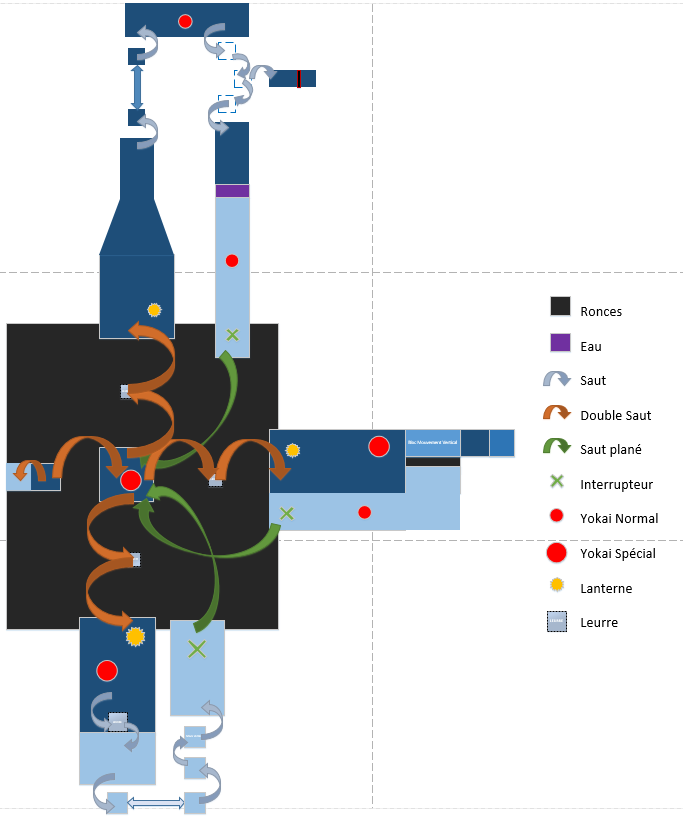 Bloc Mouvement Vertical
Ronces
Eau
Saut
Double Saut
Saut plané
Interrupteur
Yokai Normal
Yokai Spécial
Lanterne
Leurre